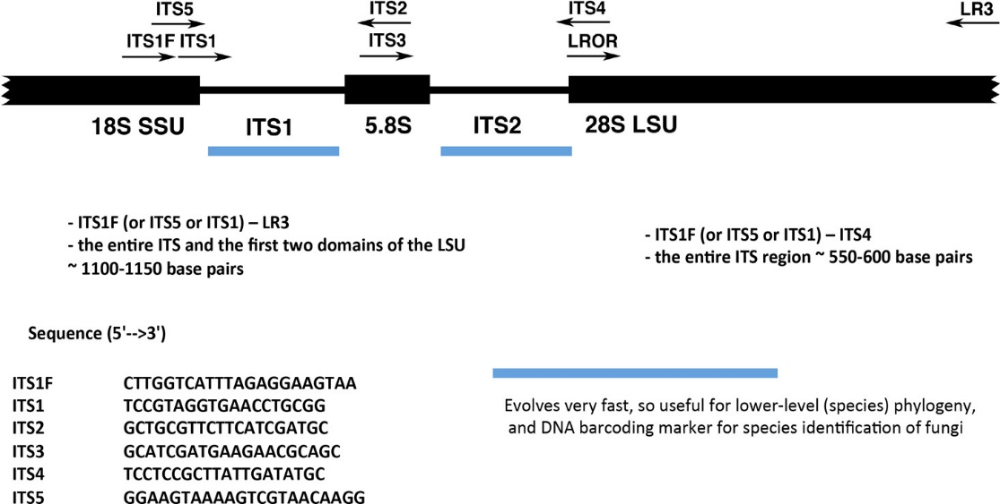 ITS5 ITS2 ITS4 LR3
ITS1F ITS1 ITS3 LROR
18S SSU ITS1 5.8S ITS2 28S LSU
- ITS1F (or ITS5 or ITS1) – LR3
- the entire ITS and the first two domains of the LSU
~ 1100-1150 base pairs
- ITS1F (or ITS5 or ITS1) – ITS4
- the entire ITS region ~ 550-600 base pairs
Sequence (5'-->3')
ITS1F CTTGGTCATTTAGAGGAAGTAA
ITS1 TCCGTAGGTGAACCTGCGG
ITS2 GCTGCGTTCTTCATCGATGC
ITS3 GCATCGATGAAGAACGCAGC
ITS4 TCCTCCGCTTATTGATATGC
ITS5 GGAAGTAAAAGTCGTAACAAGG
Evolves very fast, so useful for lower-level (species) phylogeny,
and DNA barcoding marker for species identification of fungi